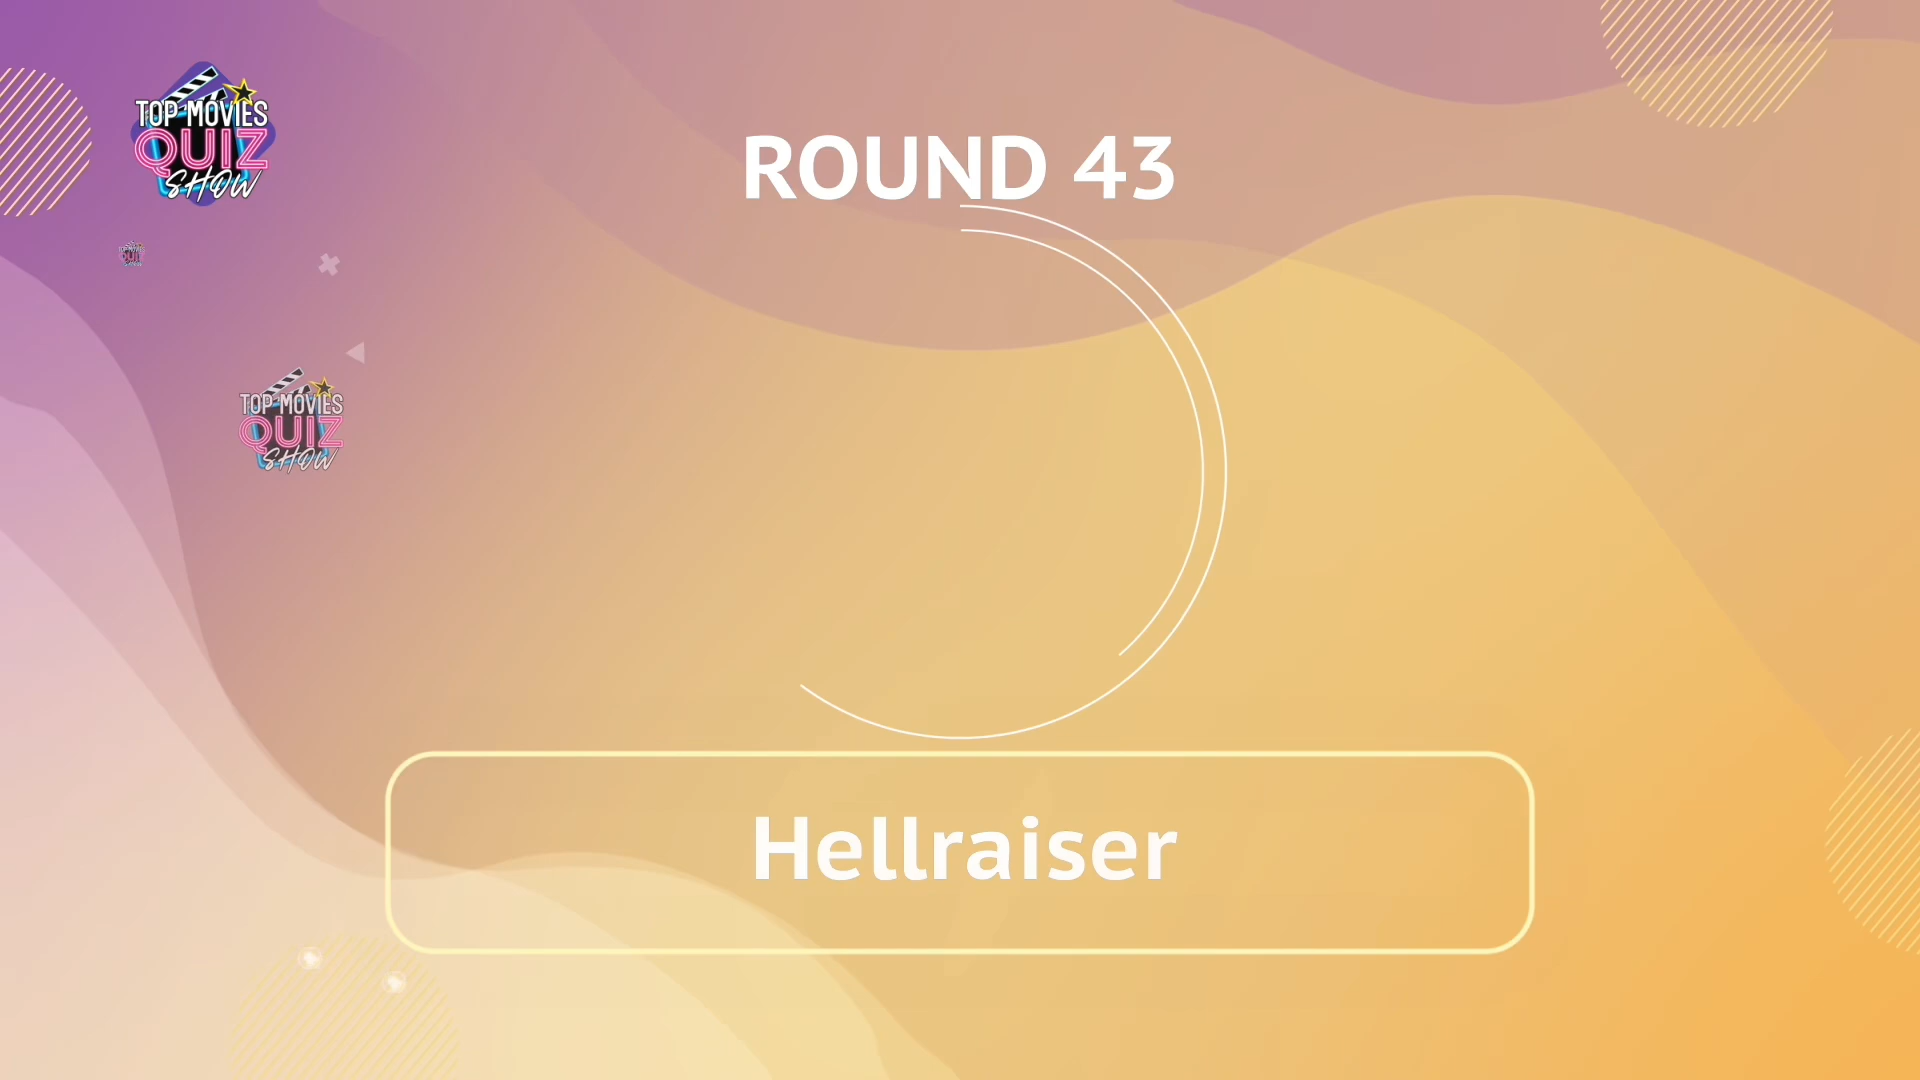 TOP MOVIES
QUIZ
SHOW
ROUND 43
TOP MOVIES
QUIZ
SHOW
Hellraiser